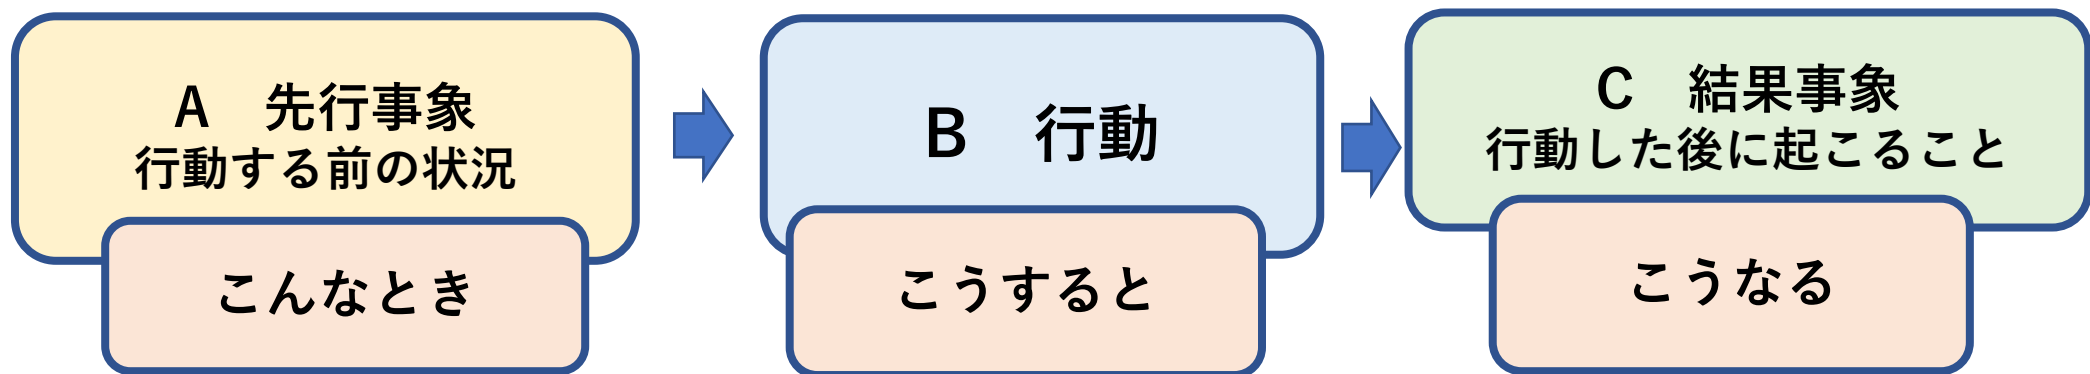 A　先行事象
行動する前の状況
こんなとき
B　行動
こうすると
C　結果事象
行動した後に起こること
こうなる